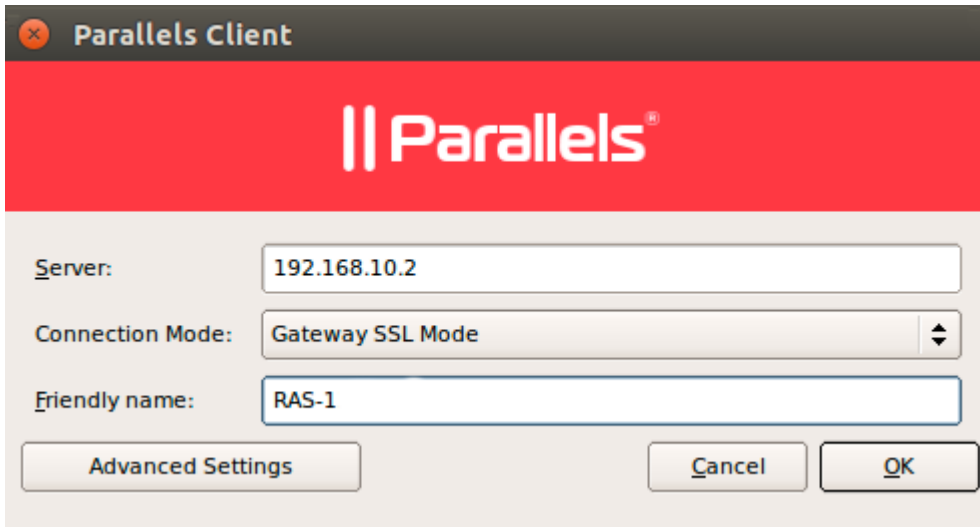 Parallels Client
Parallels®
Server: 192.168.10.2
Connection Mode: Gateway SSL Mode
Friendly name: RAS-1
Advanced Settings Cancel OK